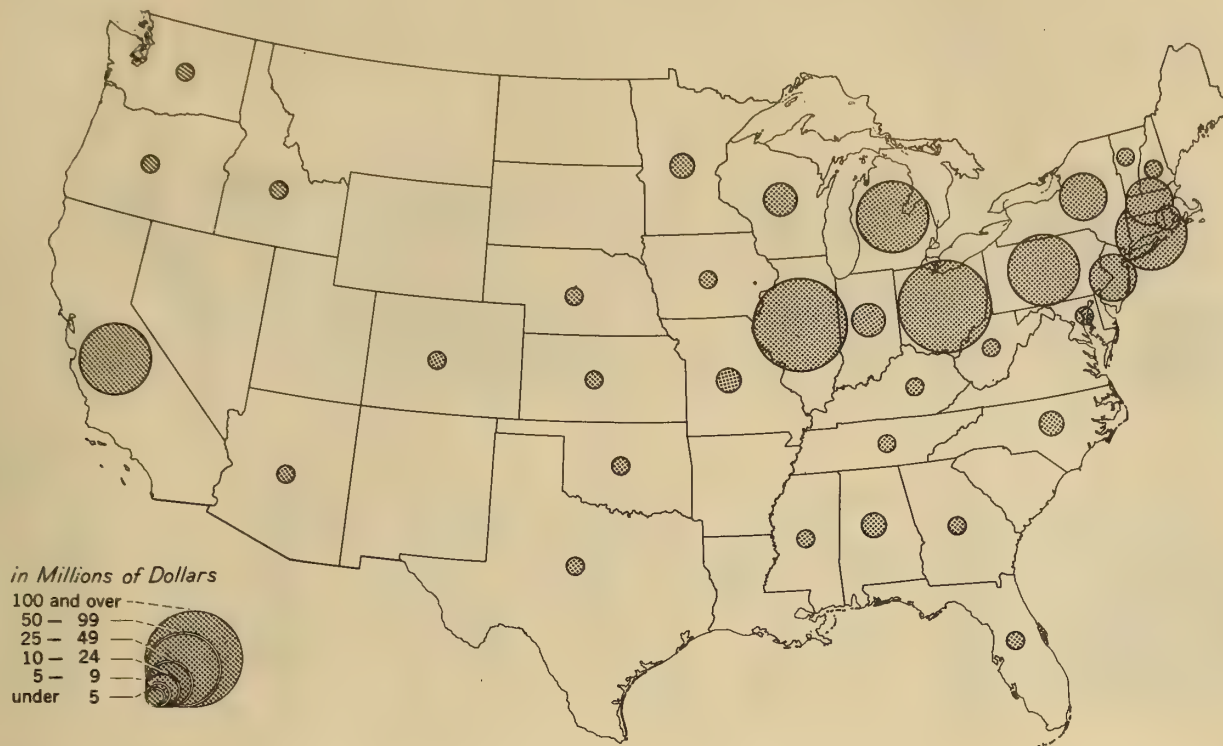 in Millions of Dollars
100 and over
50 — 99
25 — 49
10 — 24
5 — 9
under 5